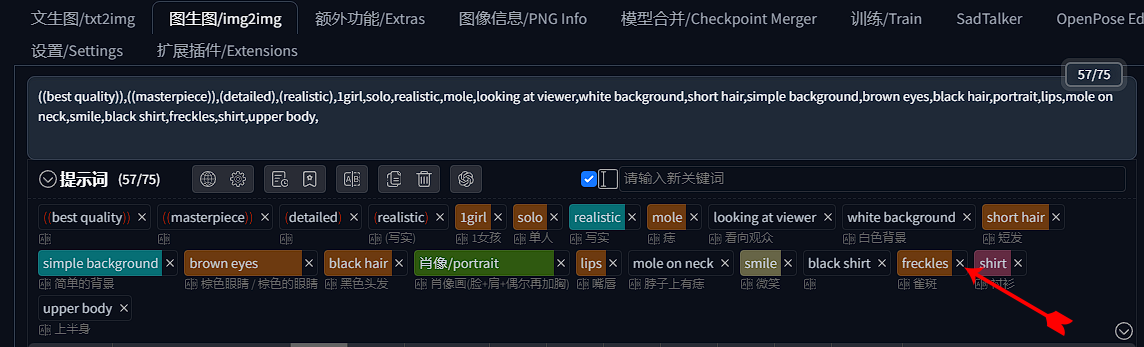 文生图/txt2img 图生图/img2img 额外功能/Extras 图像信息/PNG Info 模型合并/Checkpoint Merger 训练/Train SadTalker OpenPose Ed
设置/Settings 扩展插件/Extensions
57/75
((best quality)),((masterpiece)),(detailed),(realistic),1girl,solo,realistic,mole,looking at viewer,white background,short hair,simple background,brown eyes,black hair,portrait,lips,mole on
neck,smile,black shirt,freckles,shirt,upper body,
提示词 (57/75) 请输入新关键词
((best quality)) × ((masterpiece)) × (detailed) × (realistic) × 1girl × solo × realistic × mole × looking at viewer × white background × short hair ×
(写实) 1女孩 单人 写实 痣 看向观众 白色背景 短发
simple background × brown eyes × black hair × 肖像/portrait × lips × mole on neck × smile × black shirt × freckles × shirt ×
简单的背景 棕色眼睛 / 棕色的眼睛 黑色头发 肖像画(脸+肩+偶尔再加胸) 嘴唇 脖子上有痣 微笑 雀斑 衬衫
upper body ×
上半身